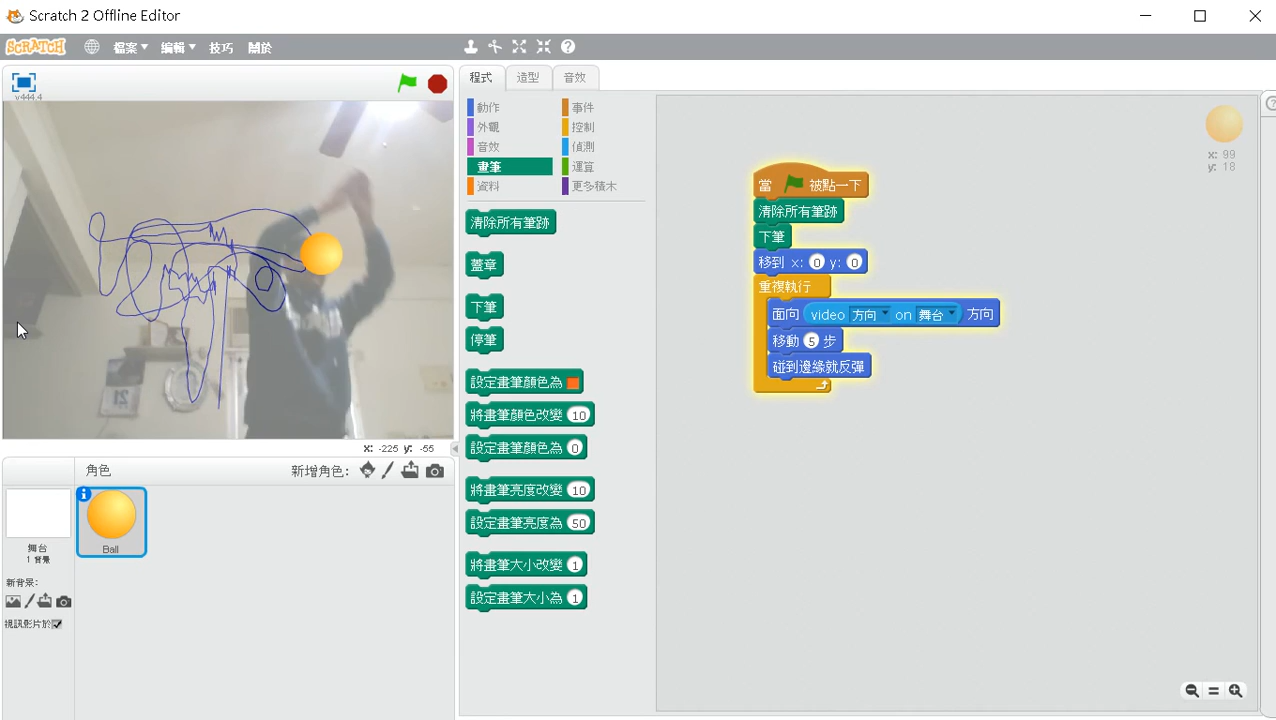 Scratch 2 Offline Editor
SCRATCH 檔案 編輯 技巧 關於
v444.4
程式 造型 音效
動作 事件
外觀 控制
音效 偵測
畫筆 運算
資料 更多積木
清除所有筆跡
蓋章
下筆
停筆
設定畫筆顏色為
將畫筆顏色改變 10
設定畫筆顏色為 0
將畫筆亮度改變 10
設定畫筆亮度為 50
將畫筆大小改變 1
設定畫筆大小為 1
當 被點一下
清除所有筆跡
下筆
移到 x: 0 y: 0
重複執行
面向 video 方向 on 舞台 方向
移動 5 步
碰到邊緣就反彈
x: 99
y: 18
21
x: -225 y: -55
角色 新增角色:
舞台
1 背景
Ball
新背景:
視訊影片於